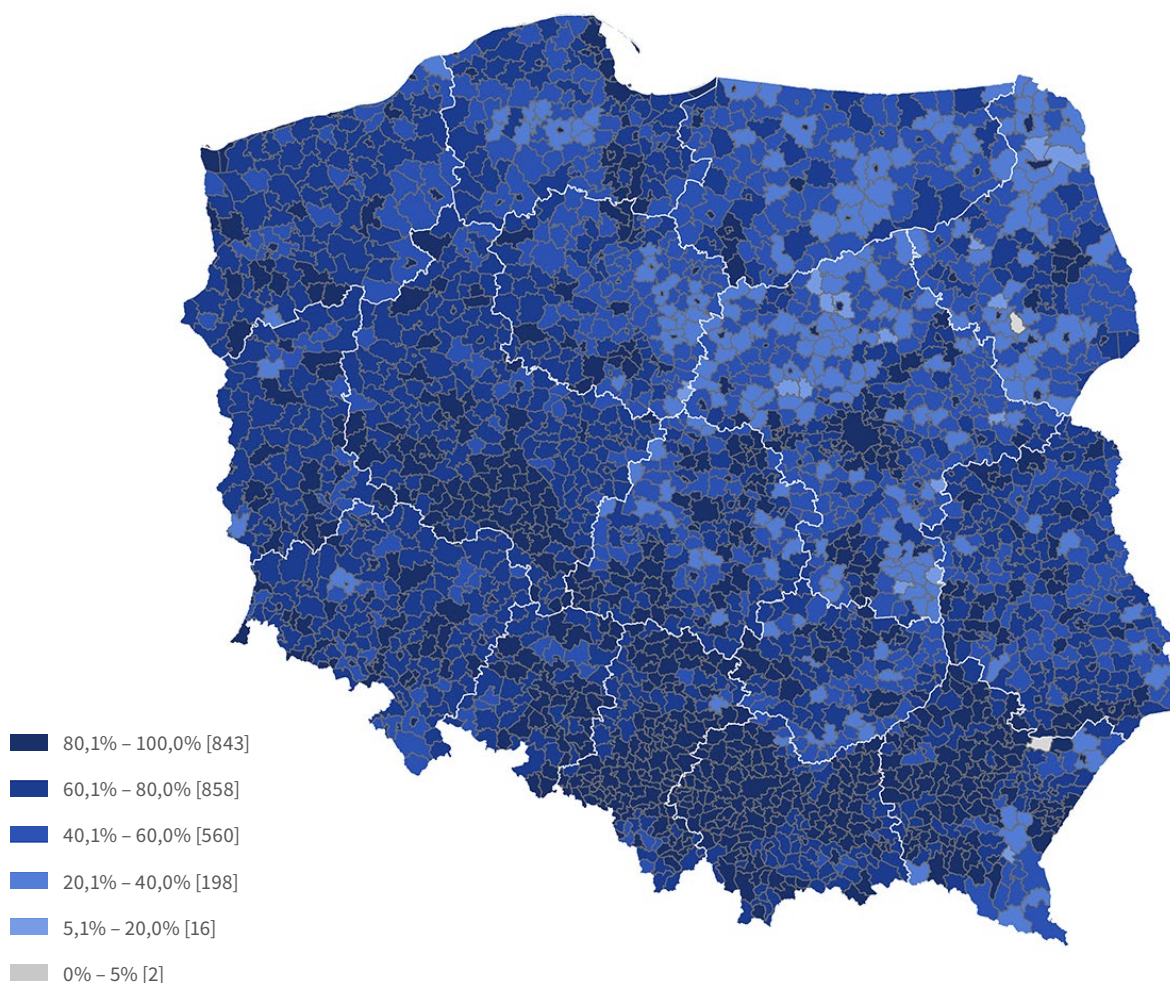 80,1% – 100,0% [843]
60,1% – 80,0% [858]
40,1% – 60,0% [560]
20,1% – 40,0% [198]
5,1% – 20,0% [16]
0% – 5% [2]